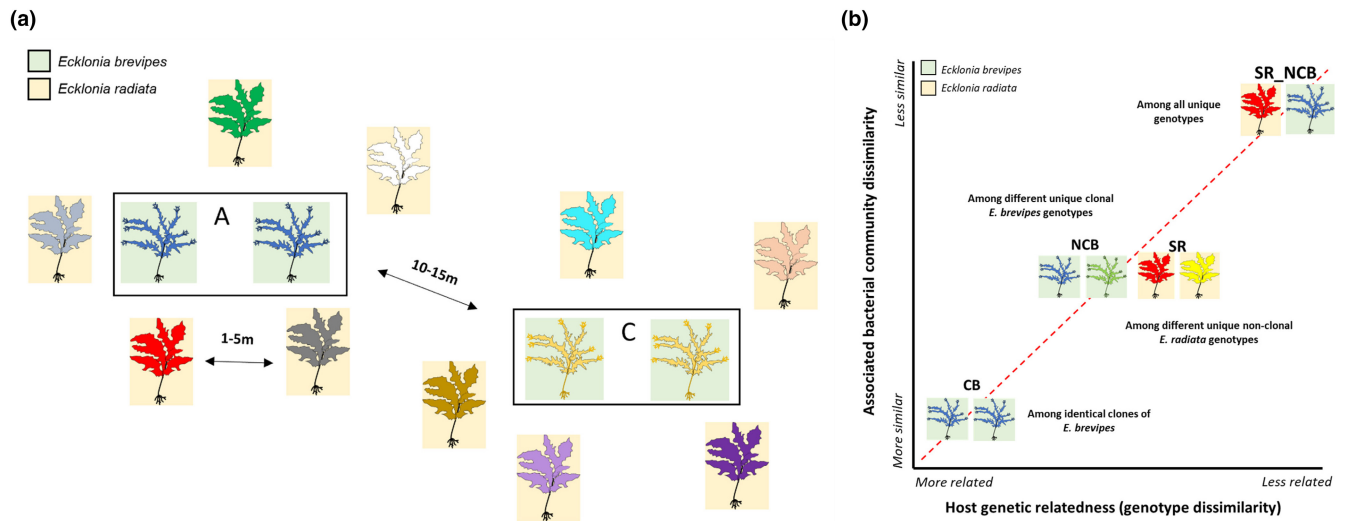 (a)
Ecklonia brevipes
Ecklonia radiata
A
10-15m
1-5m
C
(b)
Less similar
Associated bacterial community dissimilarity
More similar
Ecklonia brevipes
Ecklonia radiata
SR_NCB
Among all unique
genotypes
Among different unique clonal
E. brevipes genotypes
NCB
SR
Among different unique non-clonal
E. radiata genotypes
CB
Among identical clones of
E. brevipes
More related
Less related
Host genetic relatedness (genotype dissimilarity)